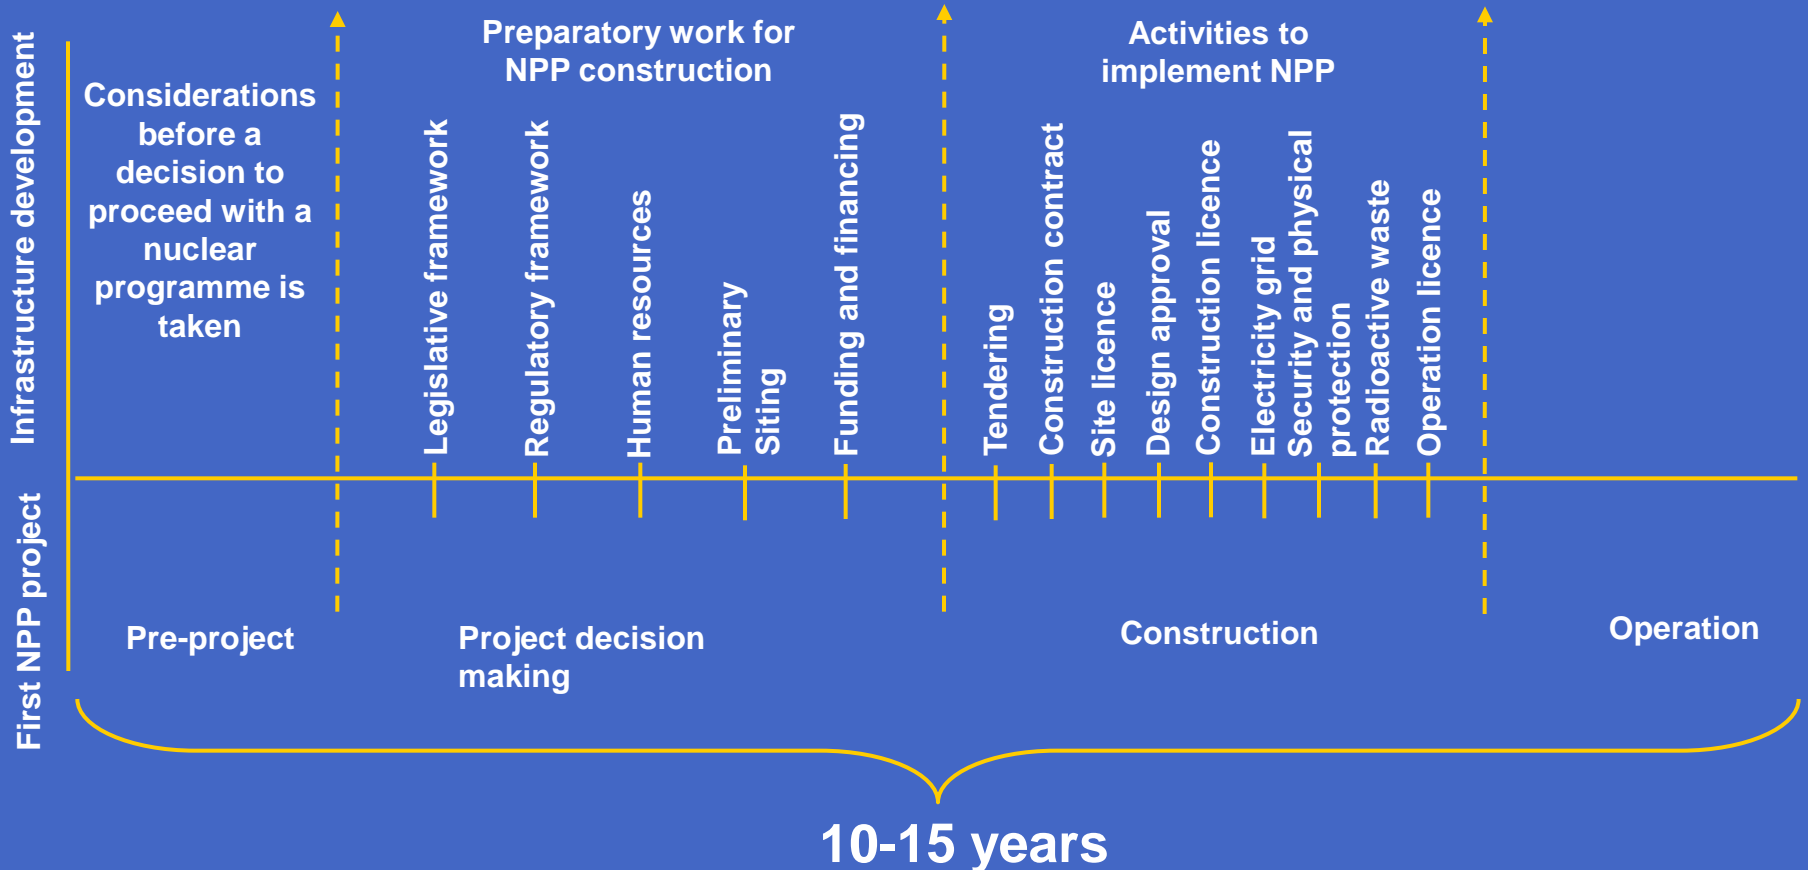 Infrastructure development
First NPP project
Considerations
before a
decision to
proceed with a
nuclear
programme is
taken
Preparatory work for
NPP construction
Legislative framework
Regulatory framework
Human resources
Preliminary
Siting
Funding and financing
Activities to
implement NPP
Tendering
Construction contract
Site licence
Design approval
Construction licence
Electricity grid
Security and physical
protection
Radioactive waste
Operation licence
Pre-project
Project decision
making
Construction
Operation
10-15 years